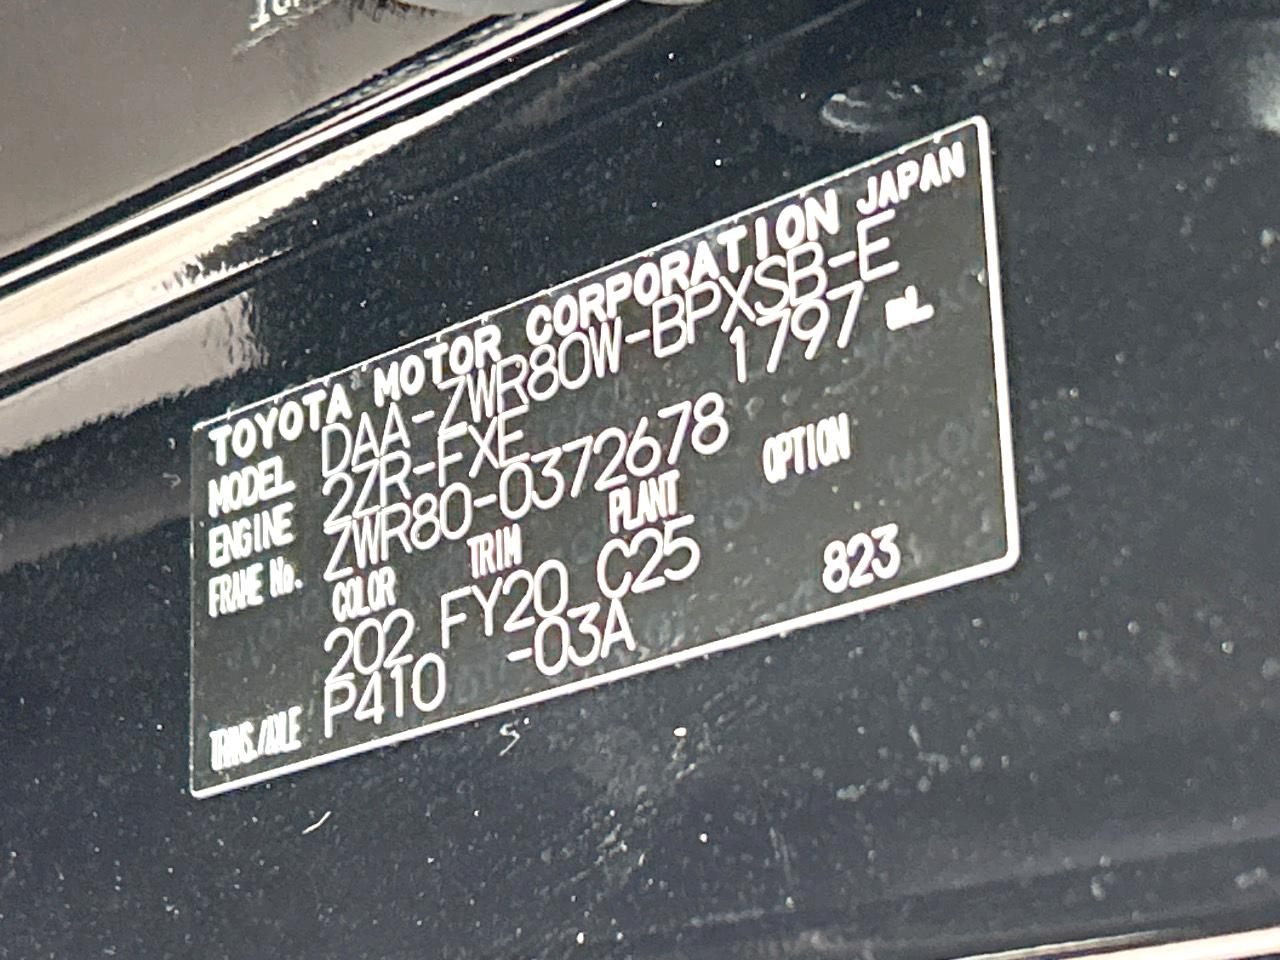 TOYOTA MOTOR CORPORATION JAPAN
MODEL DAA-ZWR80W-BPXSB-E
ENGINE 2ZR-FXE 1797 mL
FRAME No. ZWR80-0372678
COLOR TRIM PLANT OPTION
202 FY20 C25
TRANS./AXLE P410 -03A 823